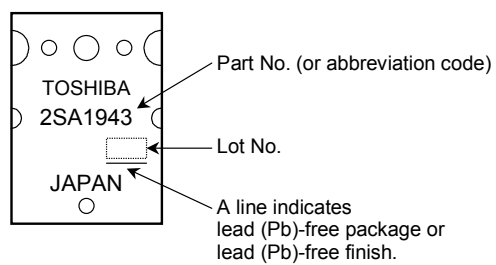 Part No. (or abbreviation code)
TOSHIBA
2SA1943
Lot No.
JAPAN
A line indicates
lead (Pb)-free package or
lead (Pb)-free finish.